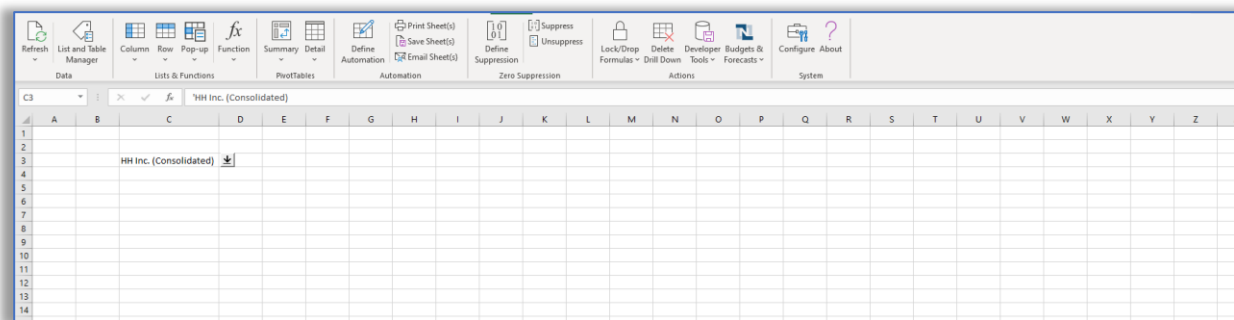 Refresh
List and Table Manager
Column Row Pop-up Function
Summary Detail
Define Automation
Print Sheet(s)
Save Sheet(s)
Email Sheet(s)
[10]
[01]
Define Suppression
Suppress
Unsuppress
Lock/Drop Formulas
Delete Drill Down
Developer Tools
Budgets & Forecasts
Configure About
Data
Lists & Functions
PivotTables
Automation
Zero Suppression
Actions
System
C3
fx
'HH Inc. (Consolidated)
A B C D E F G H I J K L M N O P Q R S T U V W X Y Z
1
2
3 HH Inc. (Consolidated)
4
5
6
7
8
9
10
11
12
13
14